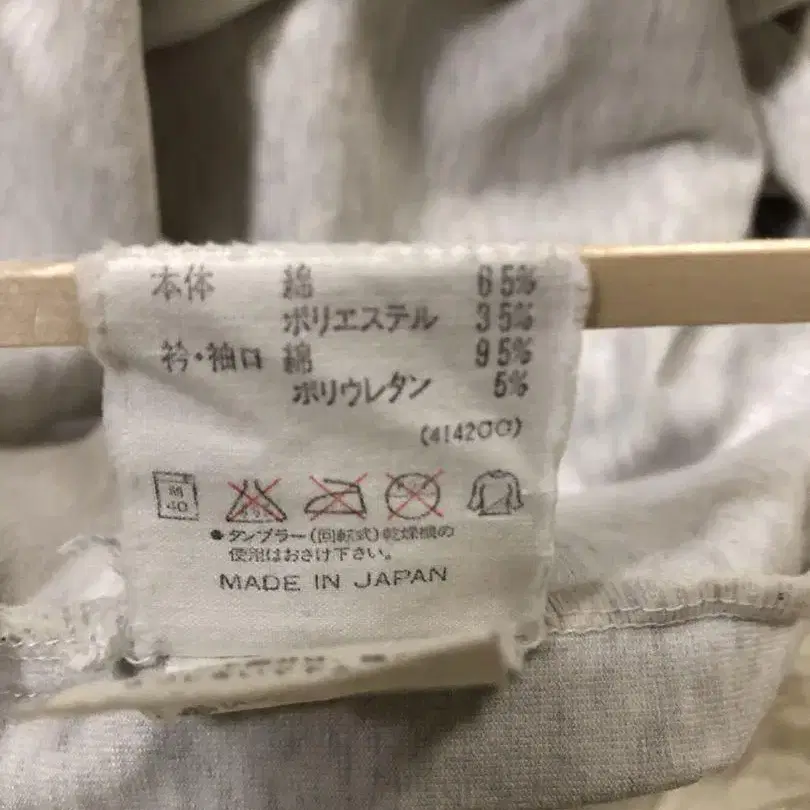 本体 綿 65%
ポリエステル 35%
衿・袖口 綿 95%
ポリウレタン 5%
(414200)
M
40
●タンブラー(回転式)乾燥機の
使用はおさけ下さい。
MADE IN JAPAN